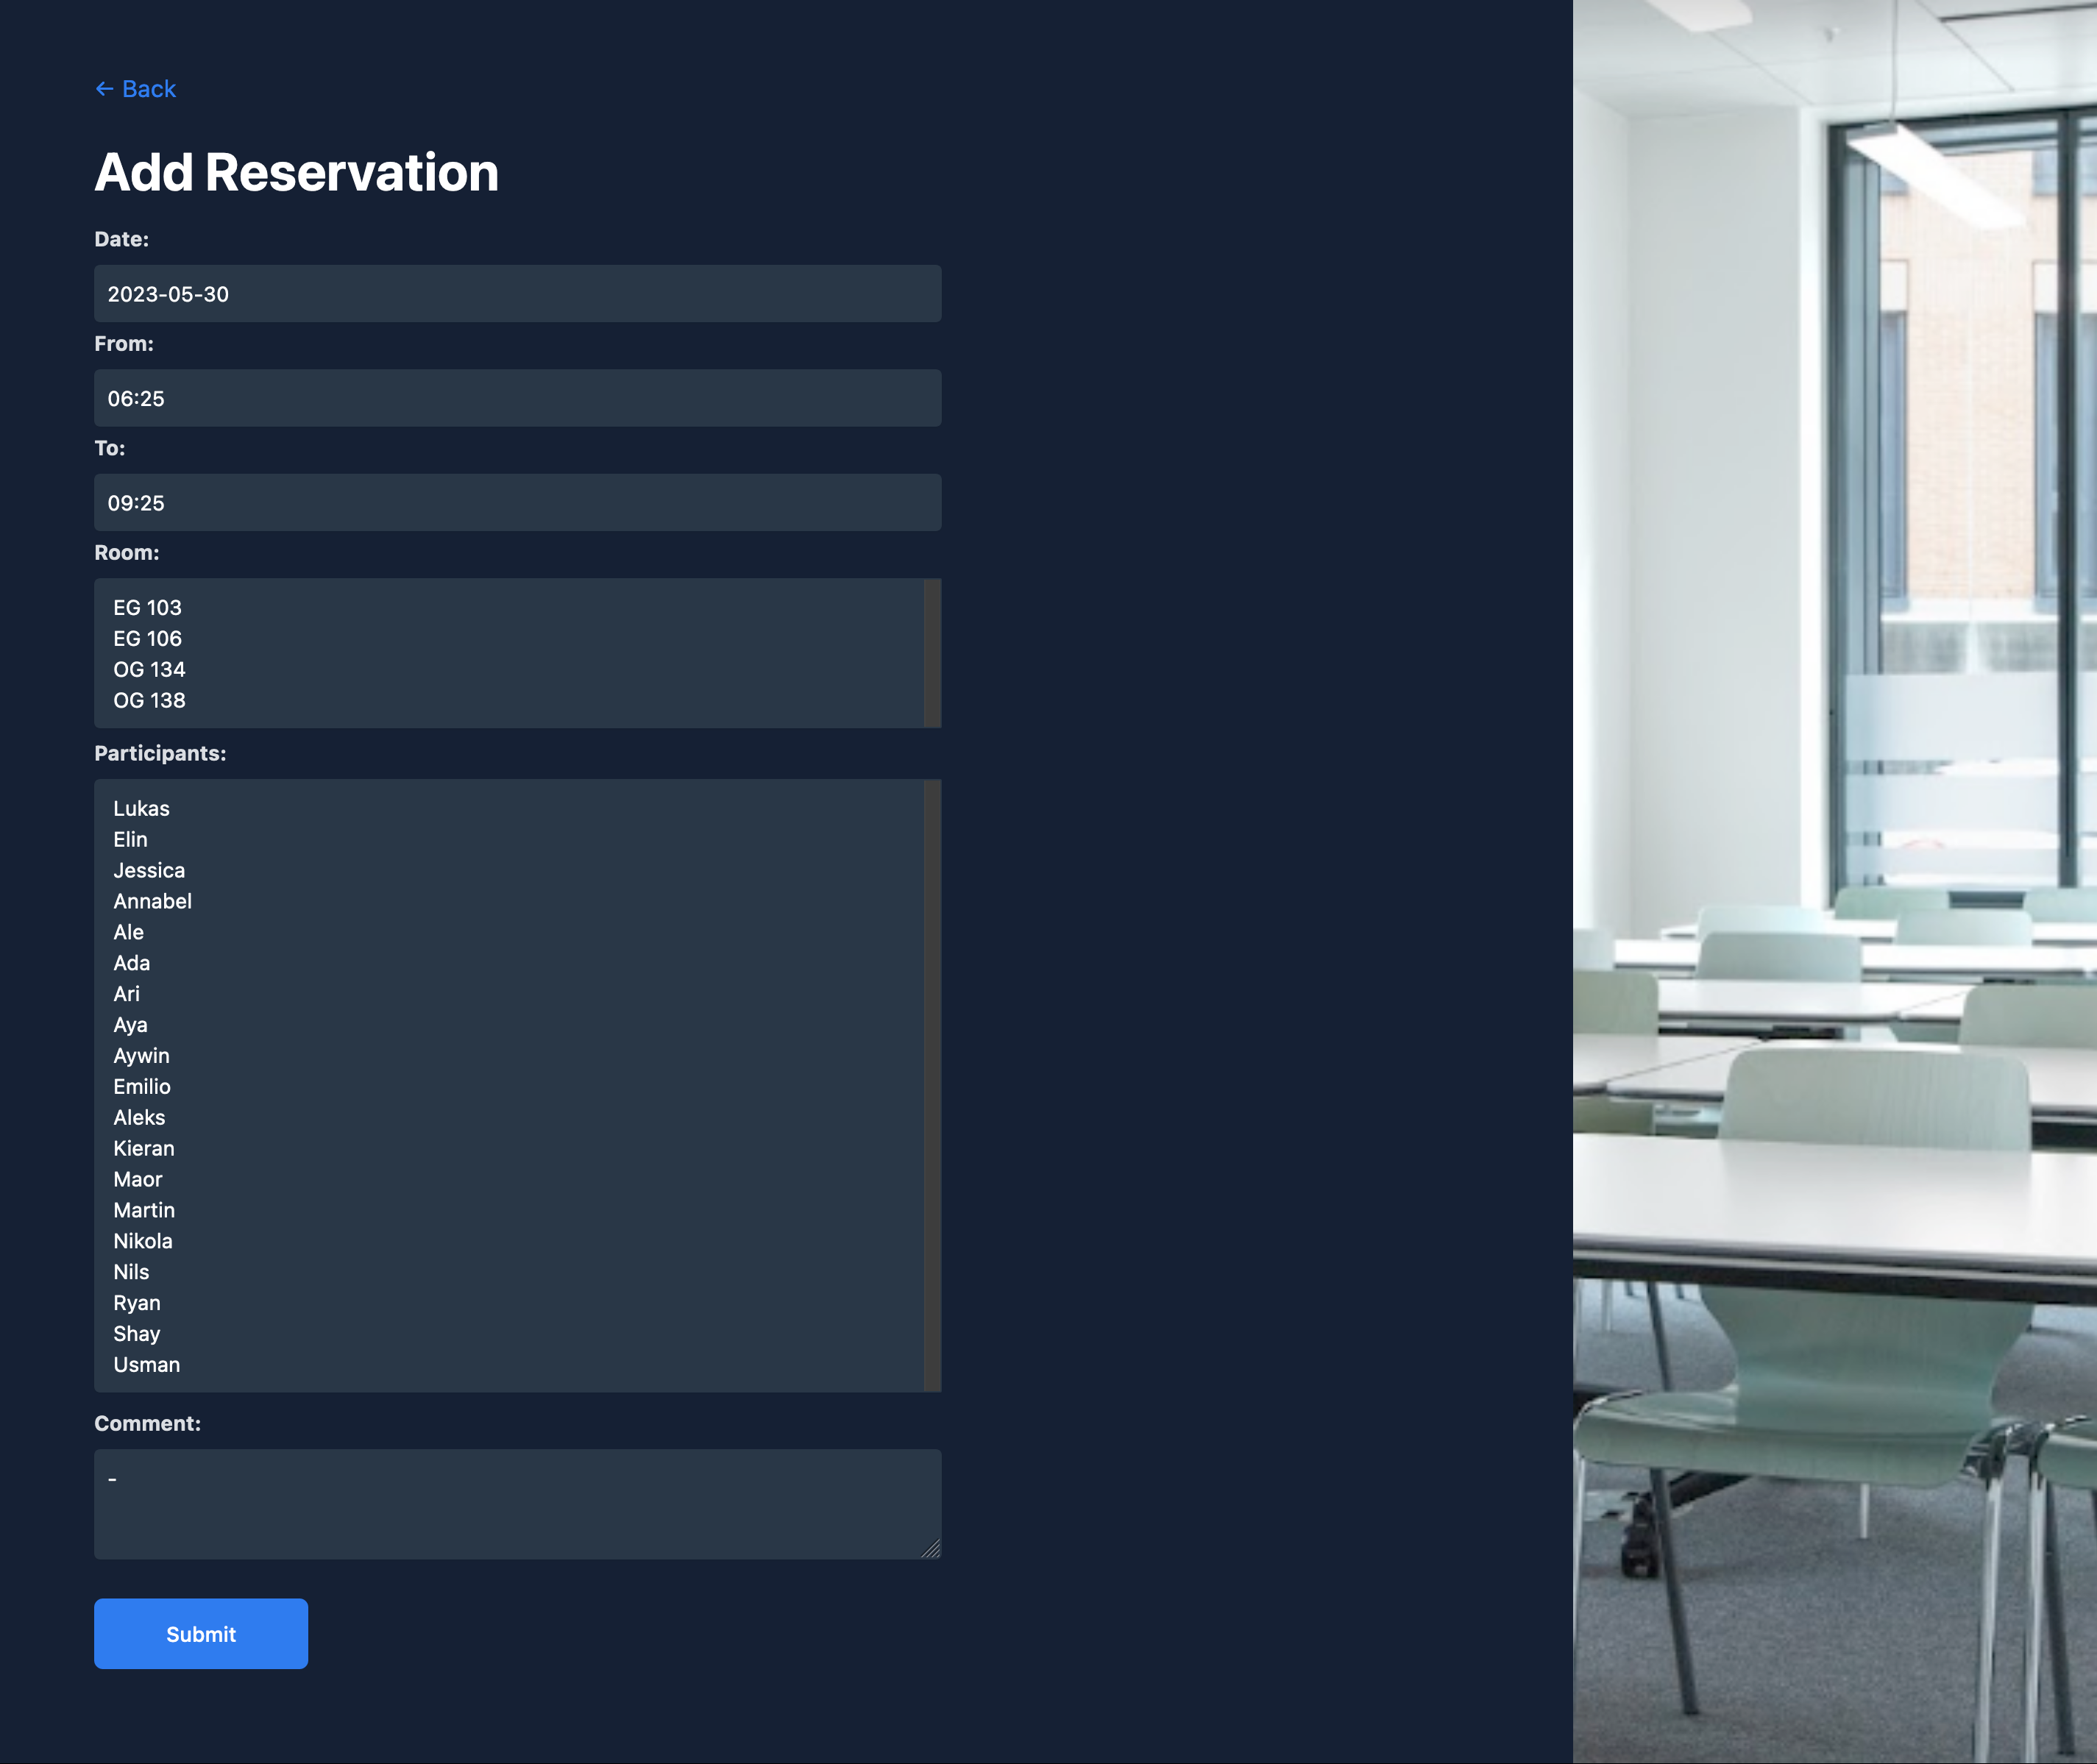 ← Back
Add Reservation
Date:
2023-05-30
From:
06:25
To:
09:25
Room:
EG 103
EG 106
OG 134
OG 138
Participants:
Lukas
Elin
Jessica
Annabel
Ale
Ada
Ari
Aya
Aywin
Emilio
Aleks
Kieran
Maor
Martin
Nikola
Nils
Ryan
Shay
Usman
Comment:
-
Submit